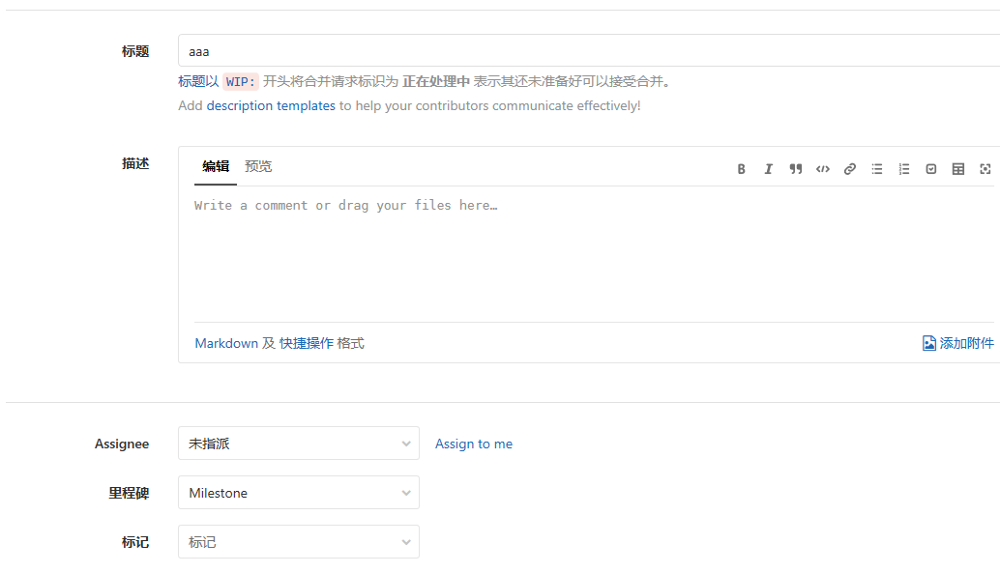 标题 aaa
标题以 WIP: 开头将合并请求标识为 正在处理中 表示其还未准备好可以接受合并。
Add description templates to help your contributors communicate effectively!
描述 编辑 预览
Write a comment or drag your files here…
Markdown 及 快捷操作 格式 添加附件
Assignee 未指派 Assign to me
里程碑 Milestone
标记 标记